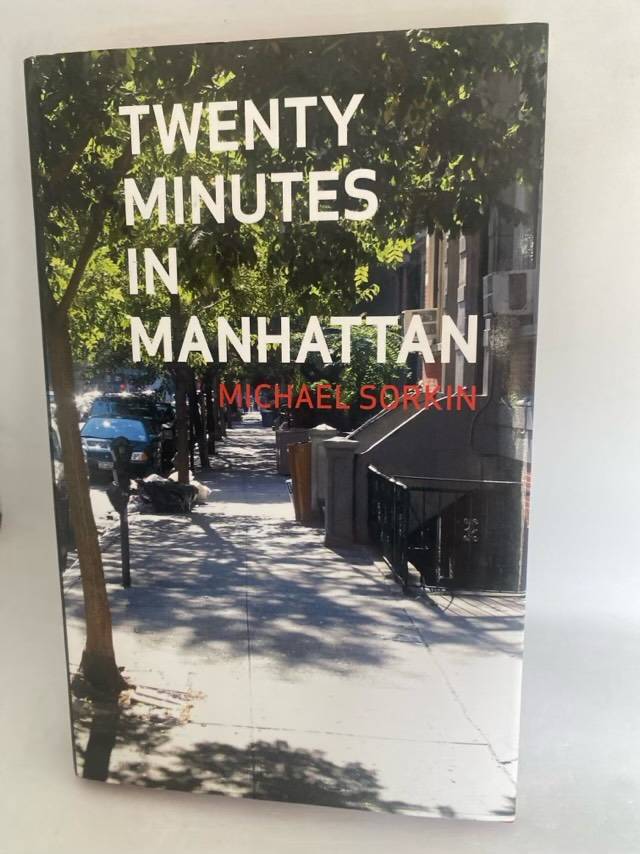 TWENTY
MINUTES
IN
MANHATTAN
MICHAEL SORKIN